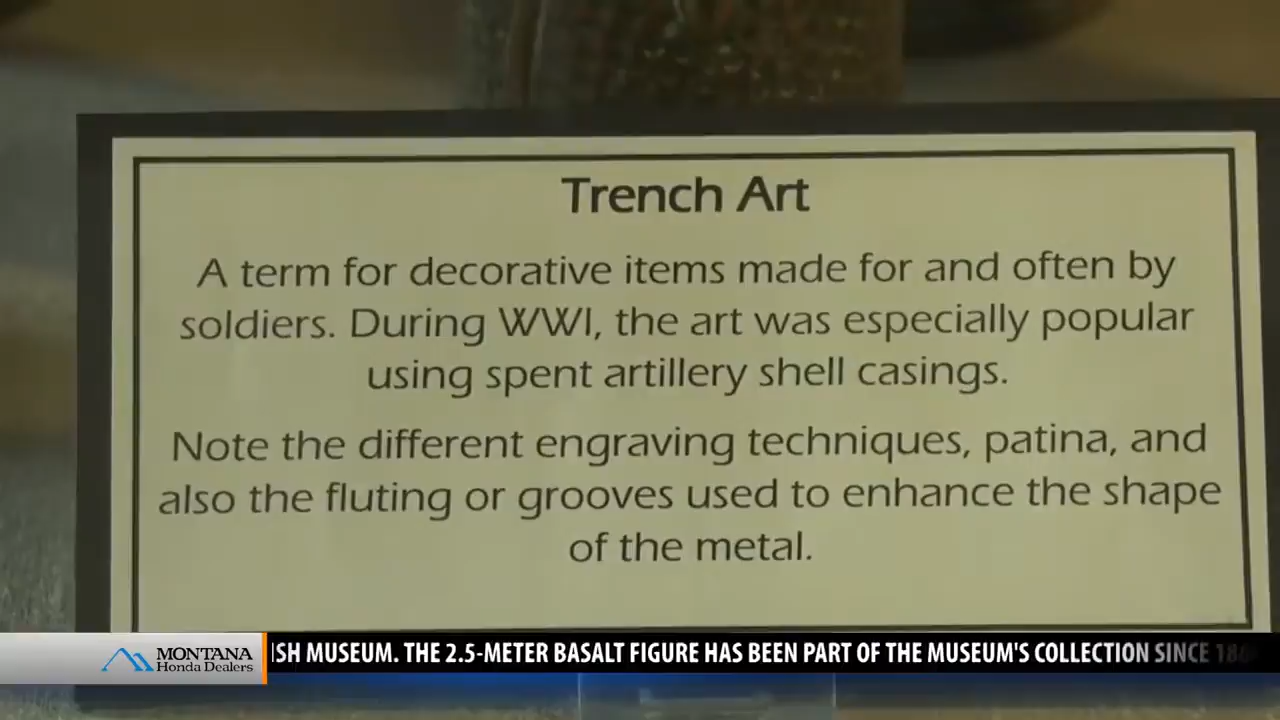 Trench Art
A term for decorative items made for and often by
soldiers. During WWI, the art was especially popular
using spent artillery shell casings.
Note the different engraving techniques, patina, and
also the fluting or grooves used to enhance the shape
of the metal.
MONTANA
Honda Dealers
ISH MUSEUM. THE 2.5-METER BASALT FIGURE HAS BEEN PART OF THE MUSEUM'S COLLECTION SINCE